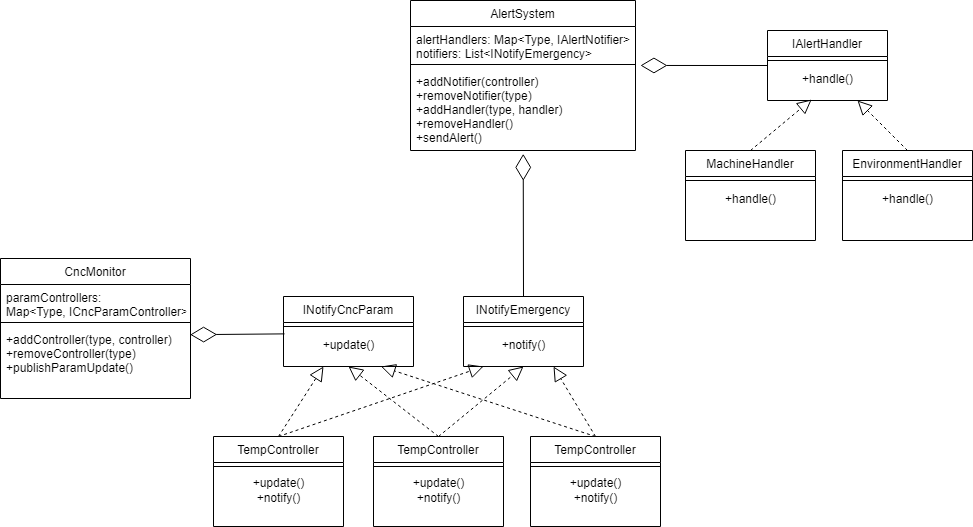 AlertSystem
alertHandlers: Map<Type, IAlertNotifier>
notifiers: List<INotifyEmergency>
+addNotifier(controller)
+removeNotifier(type)
+addHandler(type, handler)
+removeHandler()
+sendAlert()
IAlertHandler
+handle()
MachineHandler
+handle()
EnvironmentHandler
+handle()
CncMonitor
paramControllers:
Map<Type, ICncParamController>
+addController(type, controller)
+removeController(type)
+publishParamUpdate()
INotifyCncParam
+update()
INotifyEmergency
+notify()
TempController
+update()
+notify()
TempController
+update()
+notify()
TempController
+update()
+notify()